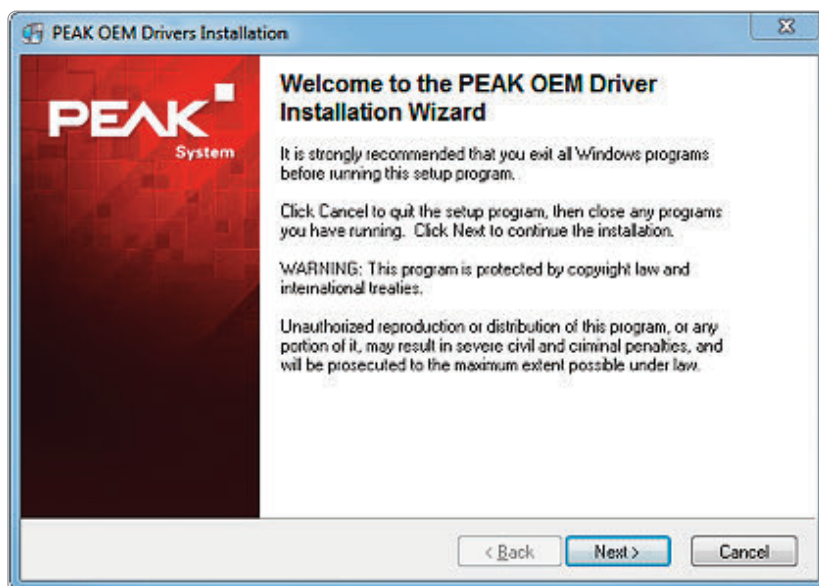 PEAK OEM Drivers Installation
PEAK
System
Welcome to the PEAK OEM Driver
Installation Wizard
It is strongly recommended that you exit all Windows programs
before running this setup program.
Click Cancel to quit the setup program, then close any programs
you have running. Click Next to continue the installation.
WARNING: This program is protected by copyright law and
international treaties.
Unauthorized reproduction or distribution of this program, or any
portion of it, may result in severe civil and criminal penalties, and
will be prosecuted to the maximum extent possible under law.
< Back
Next >
Cancel